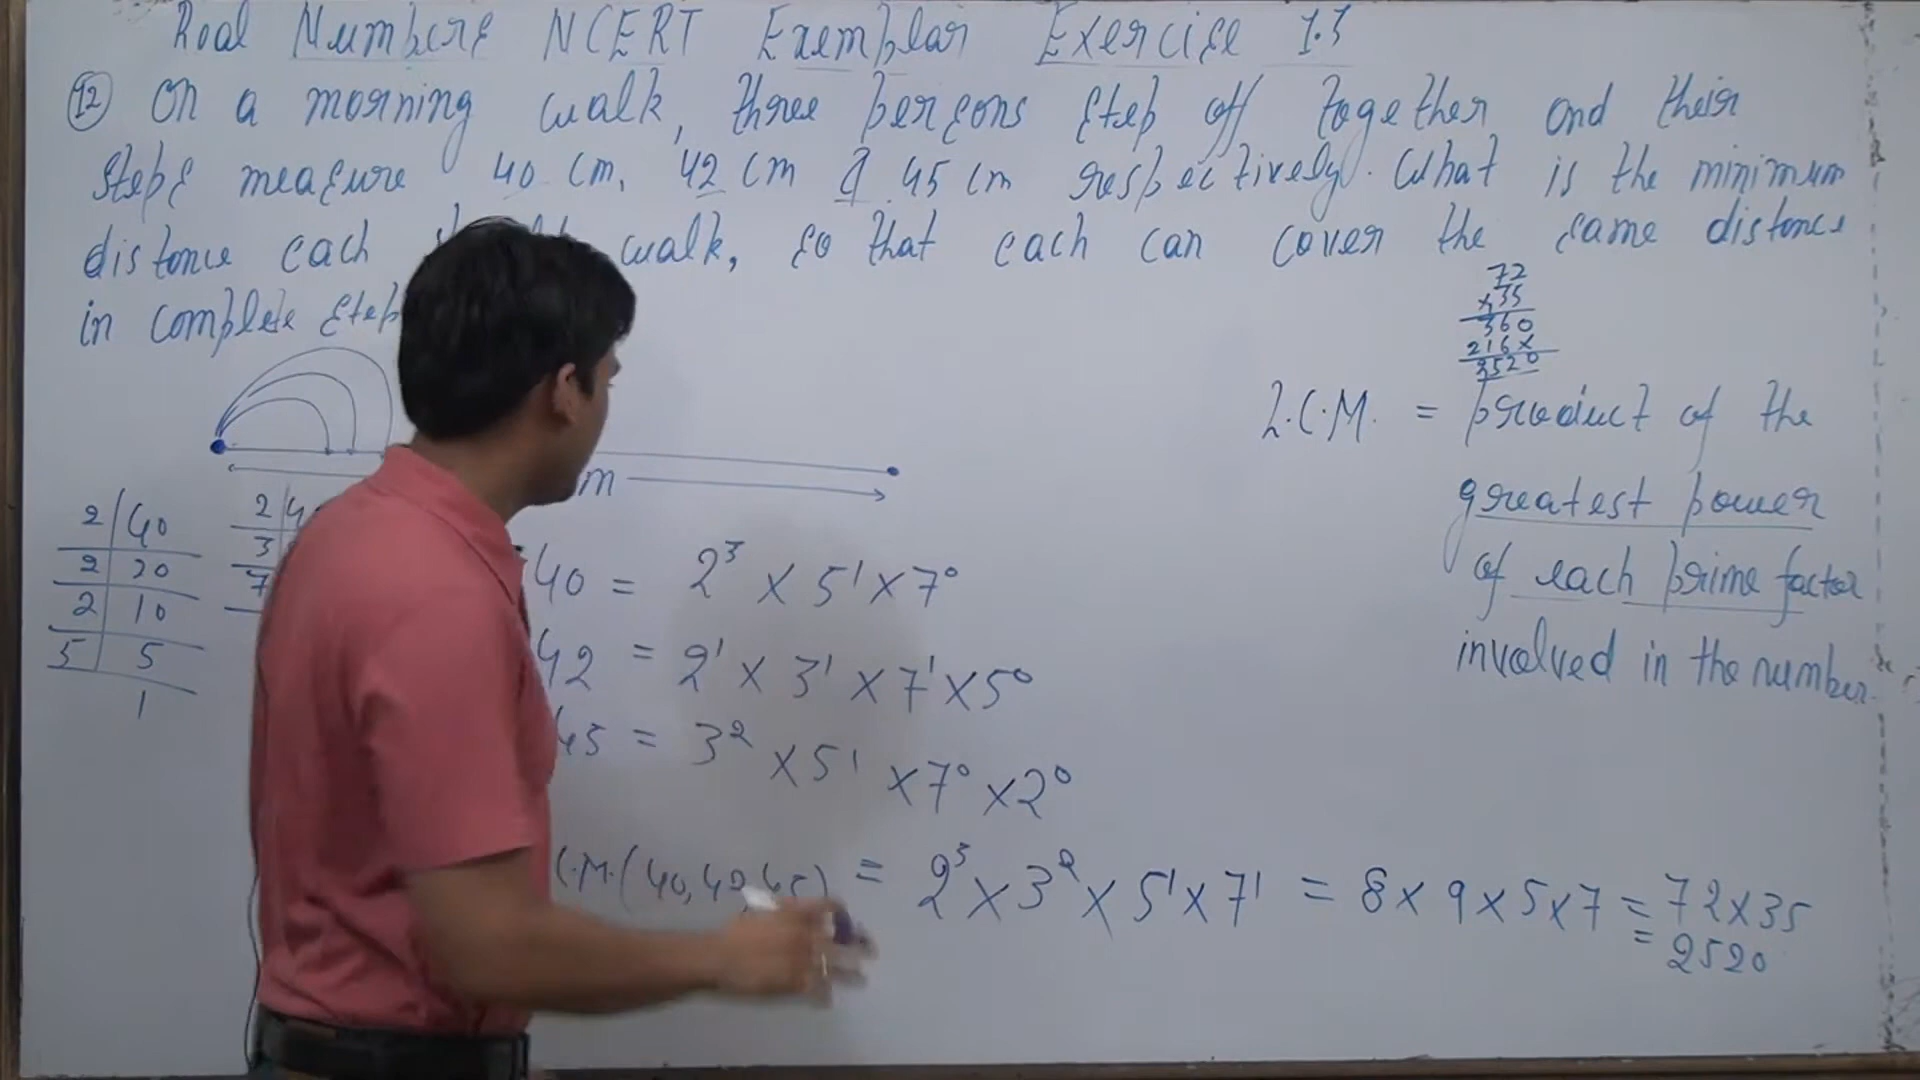 Real Numbers NCERT Exemplar Exercise 1.3
12 On a morning walk, three persons step off together and their
steps measure 40 cm, 42 cm & 45 cm respectively. What is the minimum
distance each walk, so that each can cover the same distance
in complete step
72
×35
360
216×
2520
L.C.M. = product of the
greatest power
of each prime factor
involved in the number.
m
2 40
2 20
2 10
5 5
1
2 4
3
7
40 = 2³ × 5¹ × 7⁰
42 = 2¹ × 3¹ × 7¹ × 5⁰
45 = 3² × 5¹ × 7⁰ × 2⁰
C.M.(40,42,45) = 2³ × 3² × 5¹ × 7¹ = 8 × 9 × 5 × 7 = 72 × 35
= 2520